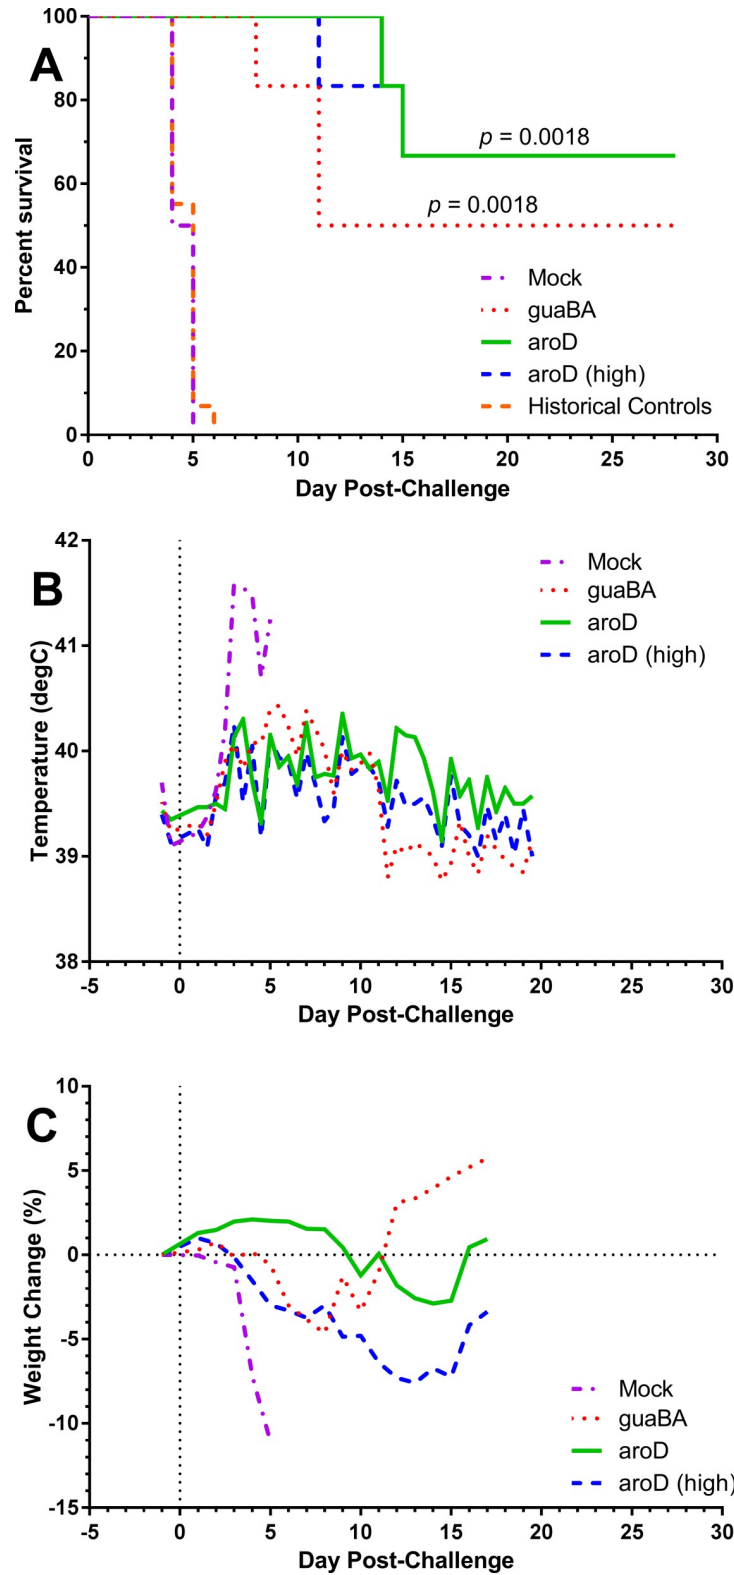 A
100
80
60
40
20
0
Percent survival
p = 0.0018
p = 0.0018
Mock
guaBA
aroD
aroD (high)
Historical Controls
0 5 10 15 20 25 30
Day Post-Challenge
B
42
41
40
39
38
Temperature (degC)
Mock
guaBA
aroD
aroD (high)
-5 0 5 10 15 20 25 30
Day Post-Challenge
C
10
5
0
-5
-10
-15
Weight Change (%)
Mock
guaBA
aroD
aroD (high)
-5 0 5 10 15 20 25 30
Day Post-Challenge